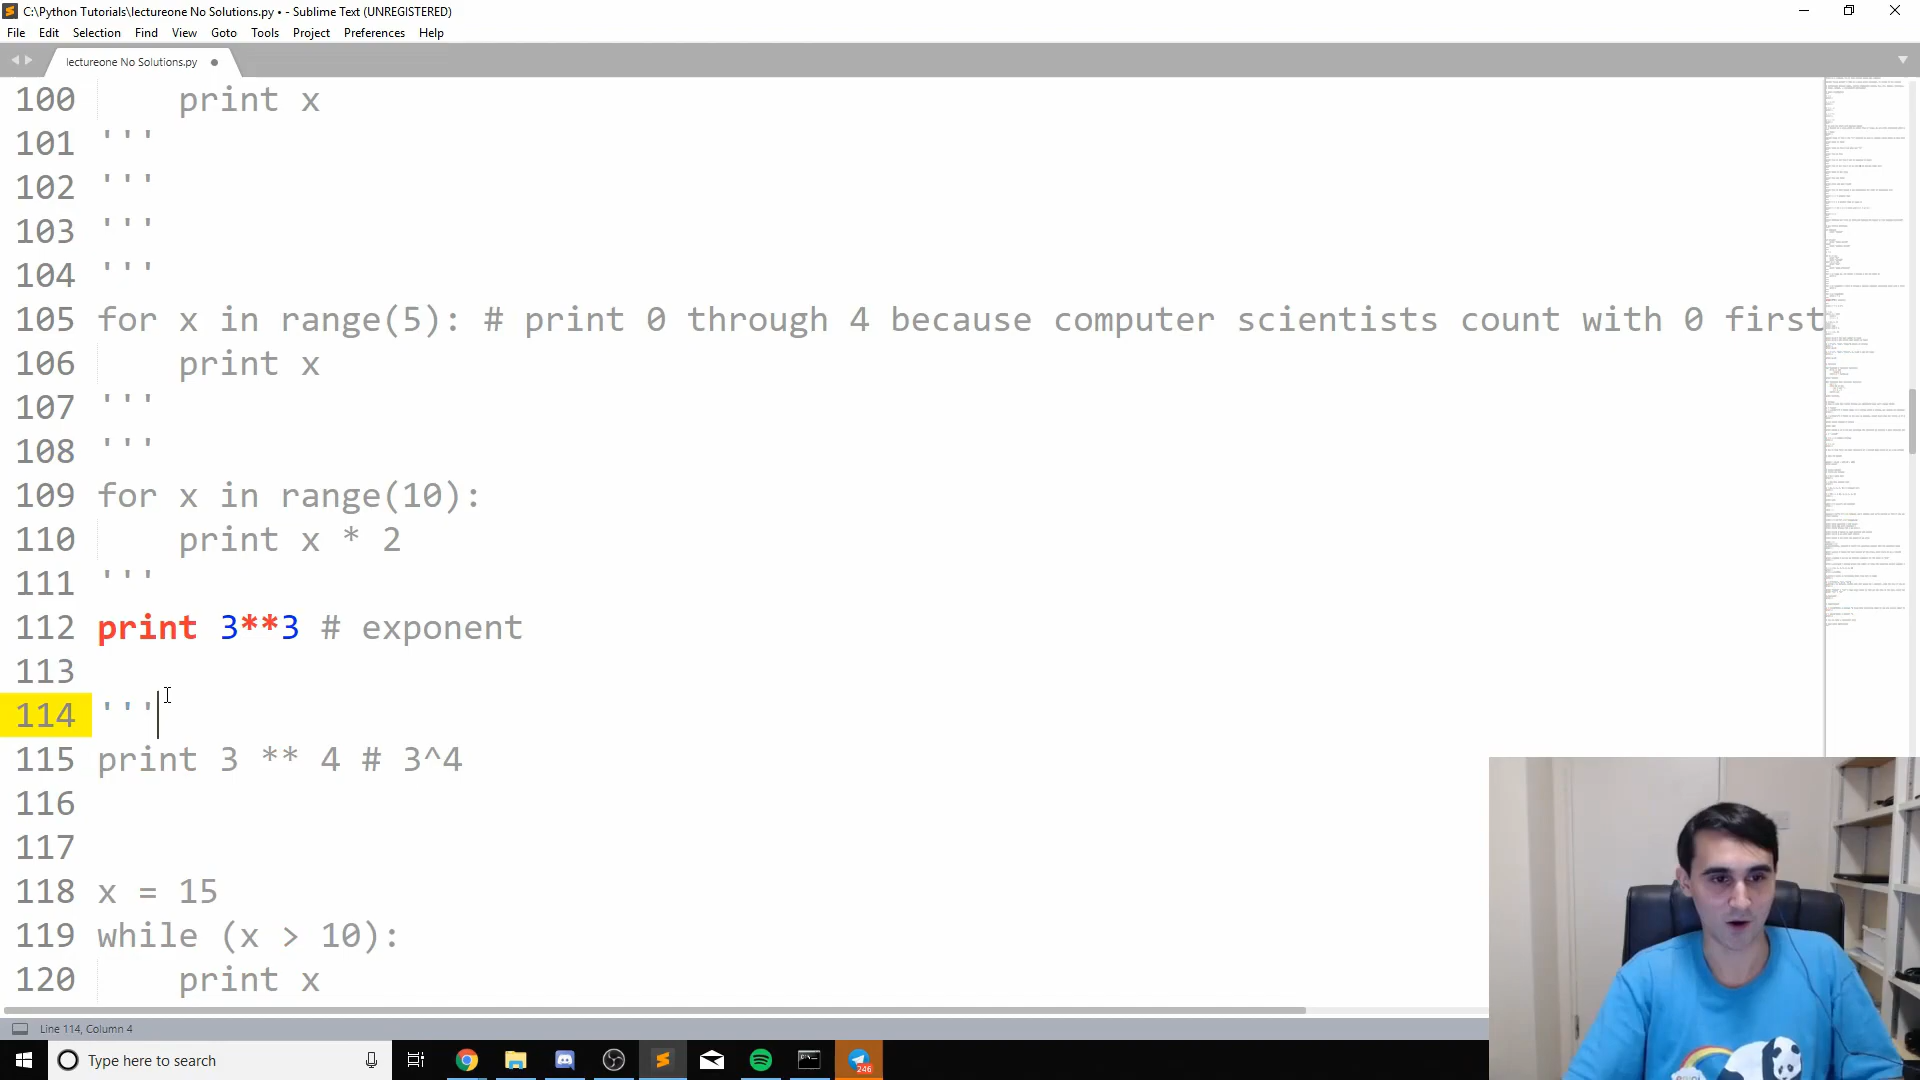 C:\Python Tutorials\lectureone No Solutions.py • - Sublime Text (UNREGISTERED)
File Edit Selection Find View Goto Tools Project Preferences Help
lectureone No Solutions.py
100 print x
101 '''
102 '''
103 '''
104 '''
105 for x in range(5): # print 0 through 4 because computer scientists count with 0 first
106 print x
107 '''
108 '''
109 for x in range(10):
110 print x * 2
111 '''
112 print 3**3 # exponent
113
114 '''
115 print 3 ** 4 # 3^4
116
117
118 x = 15
119 while (x > 10):
120 print x
Line 114, Column 4
Type here to search
246